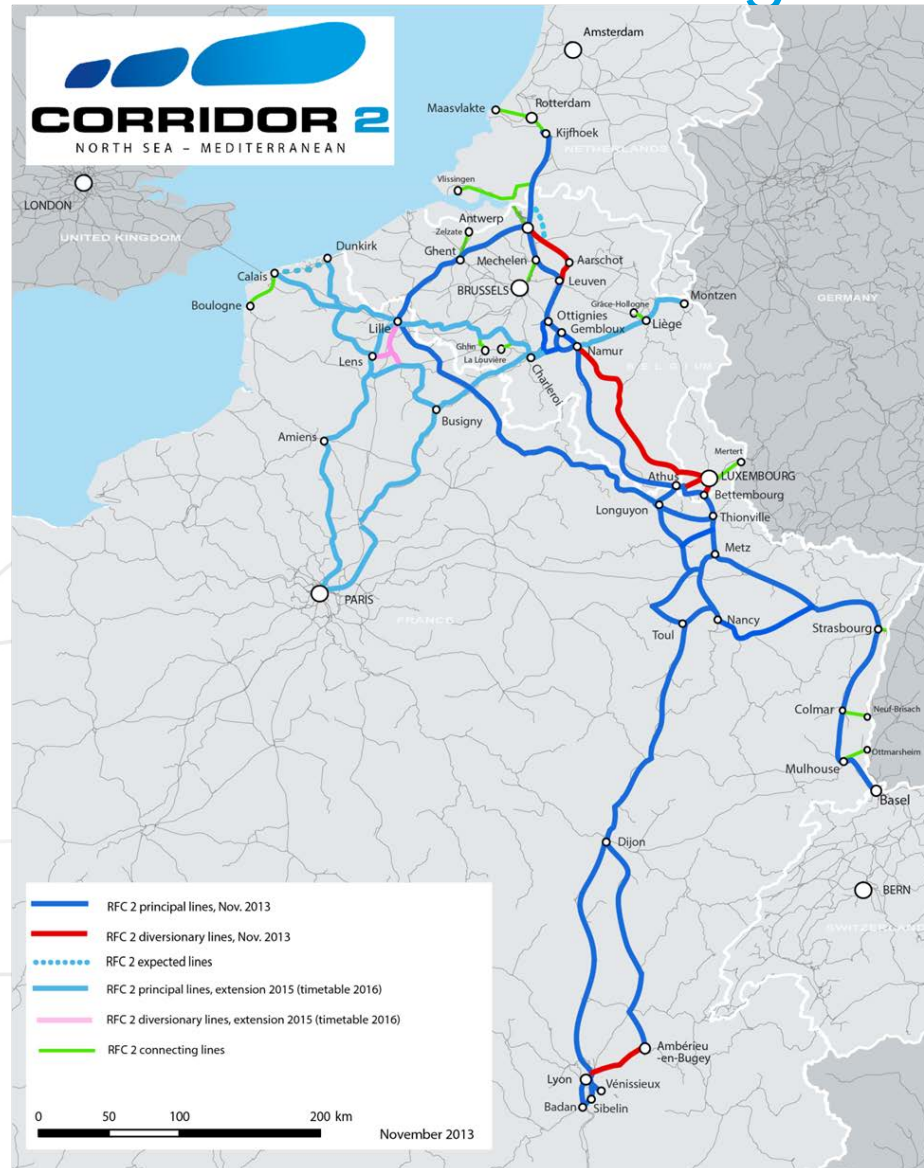 CORRIDOR 2
NORTH SEA – MEDITERRANEAN
Amsterdam
Maasvlakte
Rotterdam
Kijfhoek
NETHERLANDS
LONDON
UNITED KINGDOM
Vlissingen
Antwerp
Zelzate
Ghent
Mechelen
Aarschot
Dunkirk
Calais
BRUSSELS
Leuven
Boulogne
Grâce-Hollogne
Montzen
GERMANY
Ottignies
Lille
Gembloux
Liège
Ghlin
La Louvière
Namur
Lens
Charleroi
BELGIUM
Busigny
Amiens
Mertert
Athus
LUXEMBOURG
Bettembourg
Longuyon
Thionville
Metz
PARIS
FRANCE
Toul
Nancy
Strasbourg
Colmar
Neuf-Brisach
Ottmarsheim
Mulhouse
Basel
Dijon
BERN
SWITZERLAND
RFC 2 principal lines, Nov. 2013
RFC 2 diversionary lines, Nov. 2013
RFC 2 expected lines
RFC 2 principal lines, extension 2015 (timetable 2016)
RFC 2 diversionary lines, extension 2015 (timetable 2016)
RFC 2 connecting lines
Ambérieu
-en-Bugey
Lyon
Vénissieux
Badan
Sibelin
0 50 100 200 km
November 2013